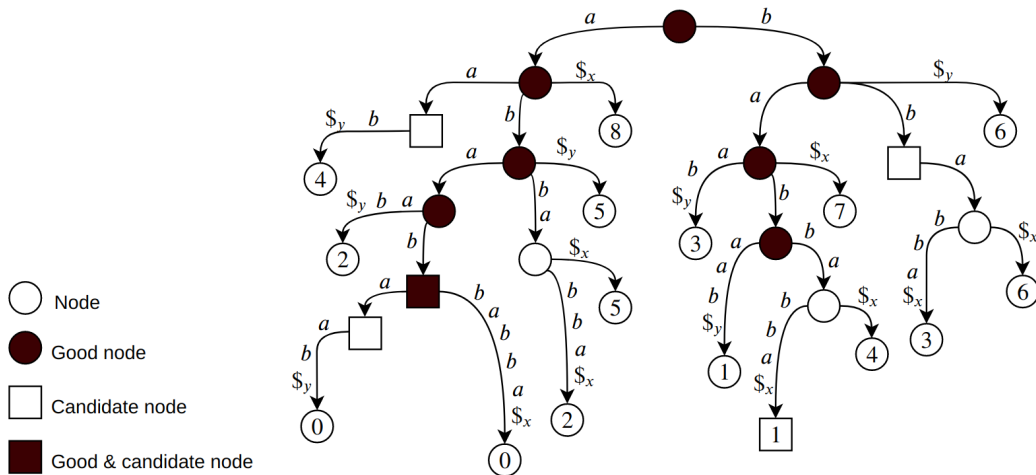 a b
a $x b a $y
$y b b 8 b 6
4 a $y b a $x a
$y b a b 5 $y 3 b 7 b $x
2 b a $x a b b 6
a b 5 a a b a
Node a a b b b b $x $x 3
Good node b b b $y 4
$y b a 1 a
Candidate node 0 a $x $x
$x 2 1
Good & candidate node 0